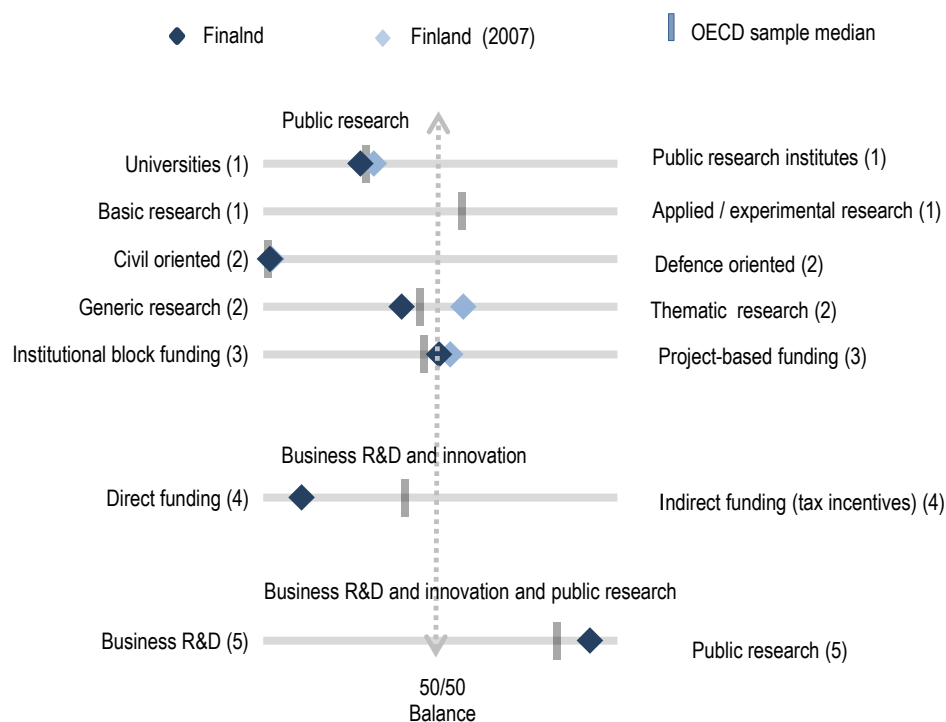 Finalnd
Finland (2007)
OECD sample median
Public research
Universities (1)
Public research institutes (1)
Basic research (1)
Applied / experimental research (1)
Civil oriented (2)
Defence oriented (2)
Generic research (2)
Thematic research (2)
Institutional block funding (3)
Project-based funding (3)
Business R&D and innovation
Direct funding (4)
Indirect funding (tax incentives) (4)
Business R&D and innovation and public research
Business R&D (5)
Public research (5)
50/50
Balance